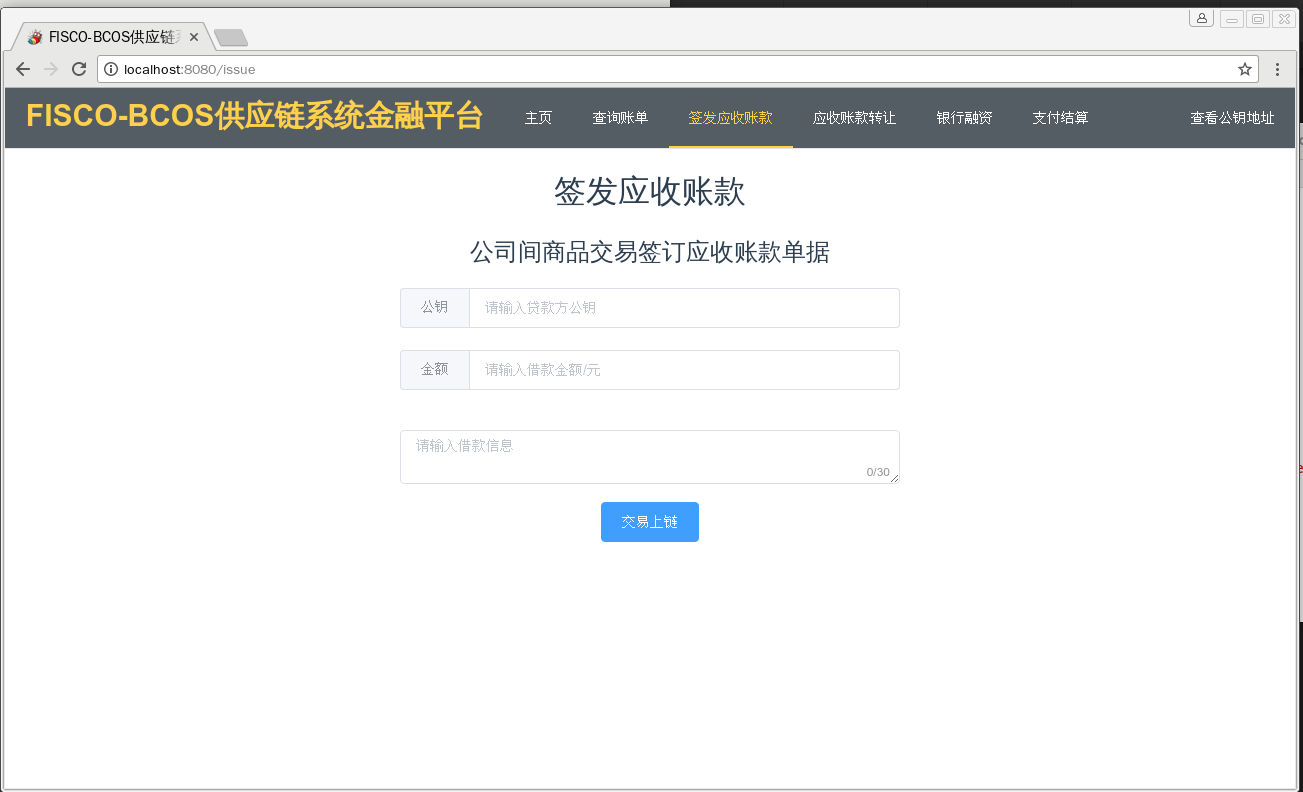 FISCO-BCOS供应链
localhost:8080/issue
FISCO-BCOS供应链系统金融平台 主页 查询账单 签发应收账款 应收账款转让 银行融资 支付结算 查看公钥地址
签发应收账款
公司间商品交易签订应收账款单据
公钥 请输入贷款方公钥
金额 请输入借款金额/元
请输入借款信息
0/30
交易上链